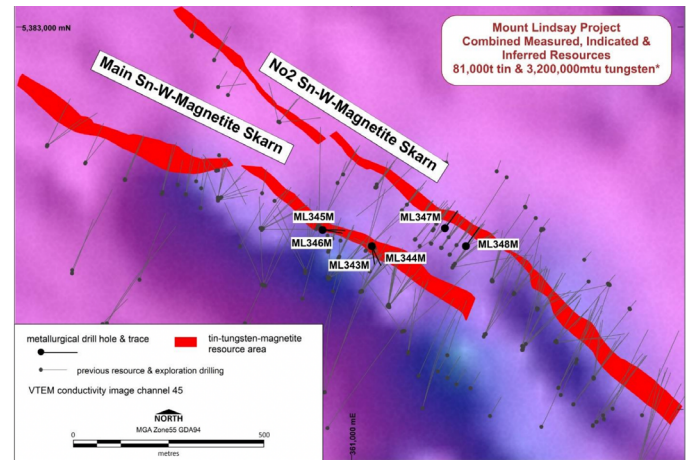 5,383,000 mN
Mount Lindsay Project
Combined Measured, Indicated &
Inferred Resources
81,000t tin & 3,200,000mtu tungsten*
Main Sn-W-Magnetite Skarn
No2 Sn-W-Magnetite Skarn
ML345M
ML347M
ML346M
ML348M
ML344M
ML343M
metallurgical drill hole & trace
tin-tungsten-magnetite
resource area
previous resource & exploration drilling
VTEM conductivity image channel 45
NORTH
MGA Zone55 GDA94
0
500
metres
361,000 mE